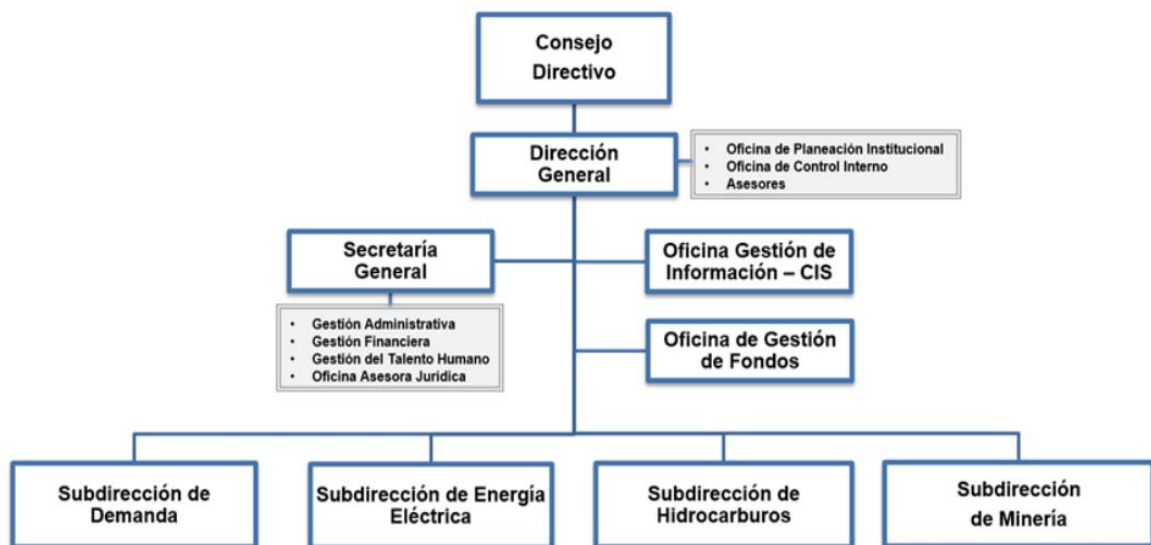 Consejo
Directivo
Dirección
General
• Oficina de Planeación Institucional
• Oficina de Control Interno
• Asesores
Secretaría
General
Oficina Gestión de
Información – CIS
• Gestión Administrativa
• Gestión Financiera
• Gestión del Talento Humano
• Oficina Asesora Jurídica
Oficina de Gestión
de Fondos
Subdirección de
Demanda
Subdirección de Energía
Eléctrica
Subdirección de
Hidrocarburos
Subdirección
de Minería